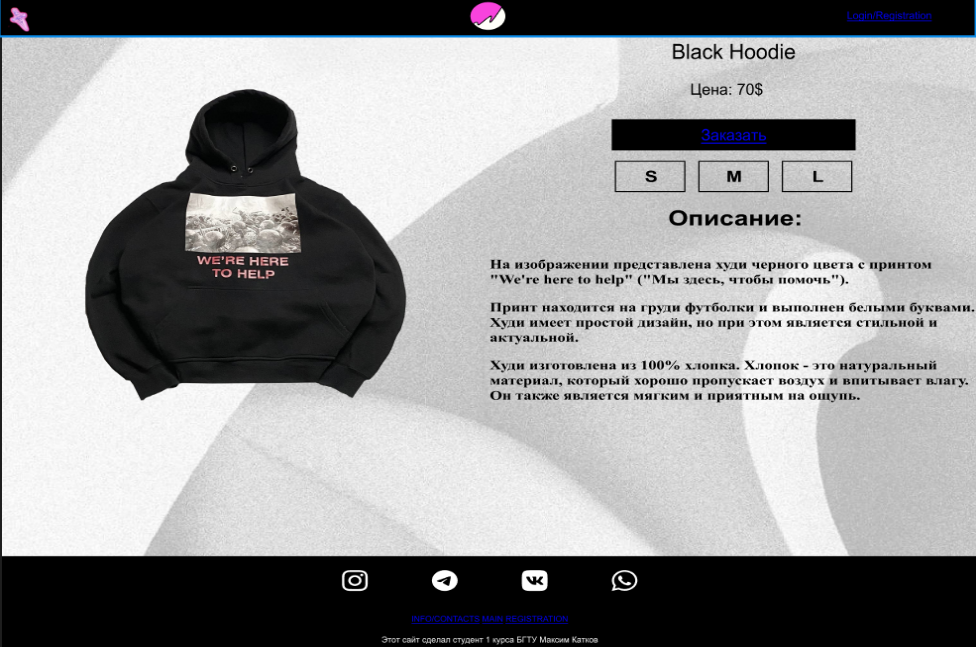 Login/Registration
Black Hoodie
Цена: 70$
Заказать
S M L
Описание:
WE'RE HERE
TO HELP
На изображении представлена худи черного цвета с принтом
"We're here to help" ("Мы здесь, чтобы помочь").
Принт находится на груди футболки и выполнен белыми буквами.
Худи имеет простой дизайн, но при этом является стильной и
актуальной.
Худи изготовлена из 100% хлопка. Хлопок - это натуральный
материал, который хорошо пропускает воздух и впитывает влагу.
Он также является мягким и приятным на ощупь.
INFO/CONTACTS MAIN REGISTRATION
Этот сайт сделал студент 1 курса БГТУ Максим Катков